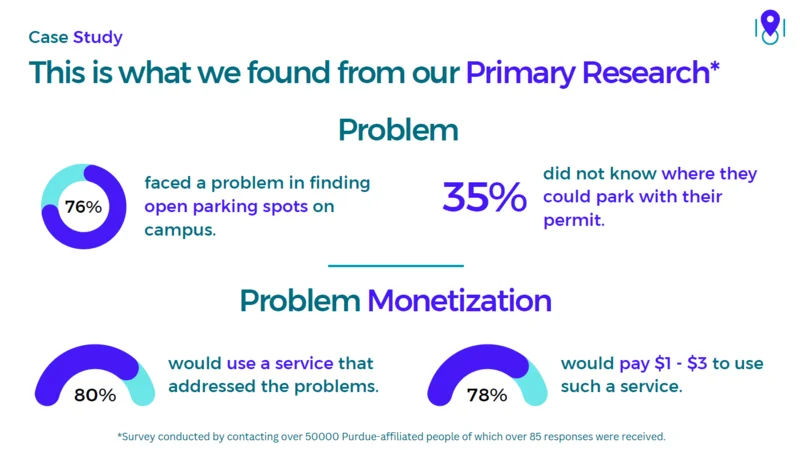 Case Study
This is what we found from our Primary Research*
Problem
76%
faced a problem in finding
open parking spots on
campus.
35%
did not know where they
could park with their
permit.
Problem Monetization
80%
would use a service that
addressed the problems.
78%
would pay $1 - $3 to use
such a service.
*Survey conducted by contacting over 50000 Purdue-affiliated people of which over 85 responses were received.